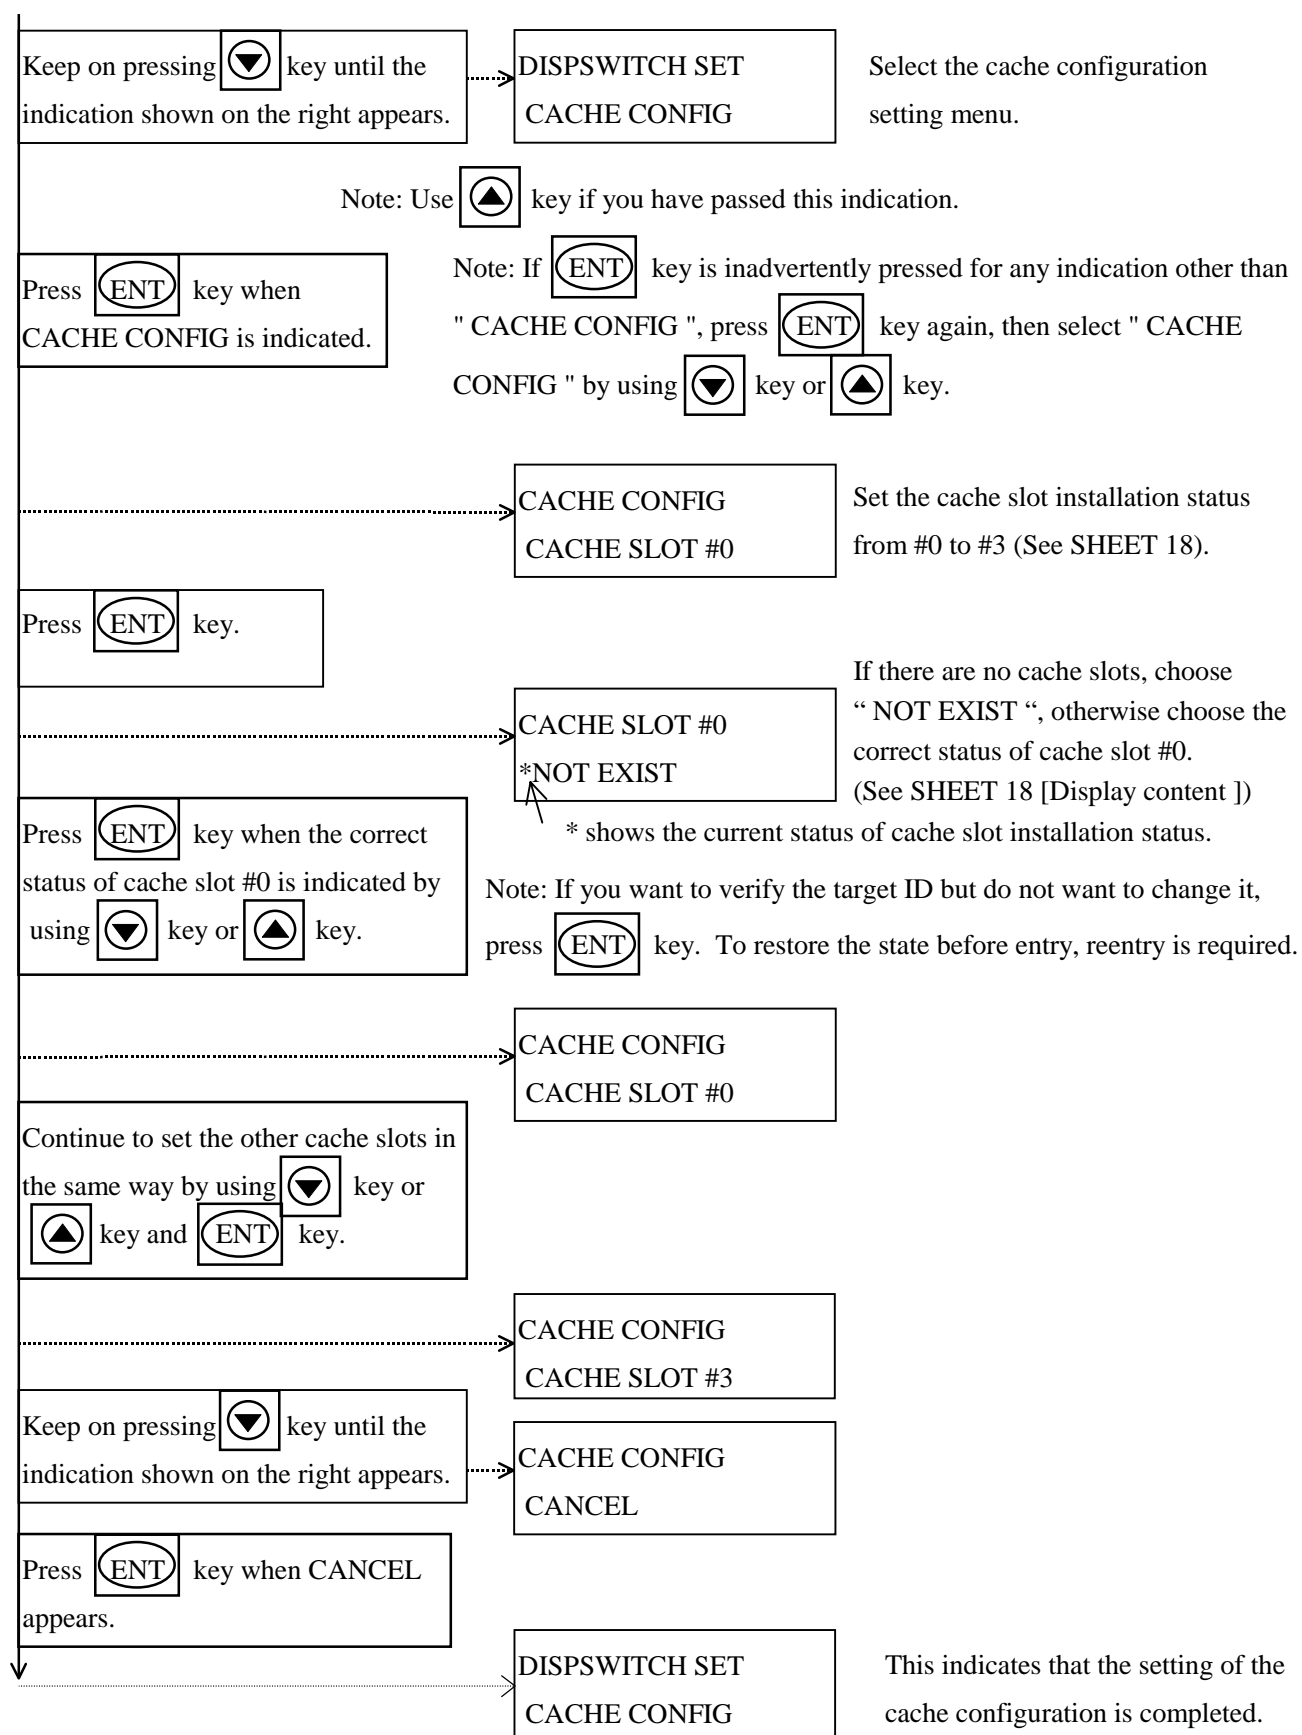 Keep on pressing key until the
indication shown on the right appears.
DISPSWITCH SET
CACHE CONFIG
Select the cache configuration
setting menu.
Note: Use key if you have passed this indication.
Press ENT key when
CACHE CONFIG is indicated.
Note: If ENT key is inadvertently pressed for any indication other than
" CACHE CONFIG ", press ENT key again, then select " CACHE
CONFIG " by using key or key.
CACHE CONFIG
CACHE SLOT #0
Set the cache slot installation status
from #0 to #3 (See SHEET 18).
Press ENT key.
CACHE SLOT #0
*NOT EXIST
If there are no cache slots, choose
“ NOT EXIST “, otherwise choose the
correct status of cache slot #0.
(See SHEET 18 [Display content ])
* shows the current status of cache slot installation status.
Press ENT key when the correct
status of cache slot #0 is indicated by
using key or key.
Note: If you want to verify the target ID but do not want to change it,
press ENT key. To restore the state before entry, reentry is required.
CACHE CONFIG
CACHE SLOT #0
Continue to set the other cache slots in
the same way by using key or
key and ENT key.
CACHE CONFIG
CACHE SLOT #3
Keep on pressing key until the
indication shown on the right appears.
CACHE CONFIG
CANCEL
Press ENT key when CANCEL
appears.
DISPSWITCH SET
CACHE CONFIG
This indicates that the setting of the
cache configuration is completed.